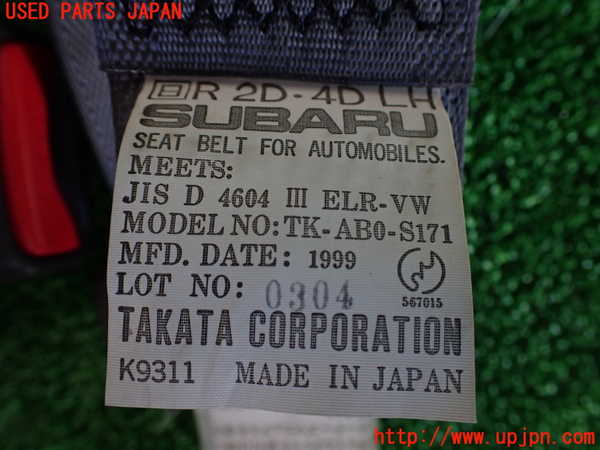 USED PARTS JAPAN
日R 2D-4D LH
SUBARU
SEAT BELT FOR AUTOMOBILES.
MEETS:
JIS D 4604 III ELR-VW
MODEL NO: TK-AB0-S171
MFD. DATE: 1999
LOT NO: 0304
567015
TAKATA CORPORATION
K9311 MADE IN JAPAN
http://www.upjpn.com/